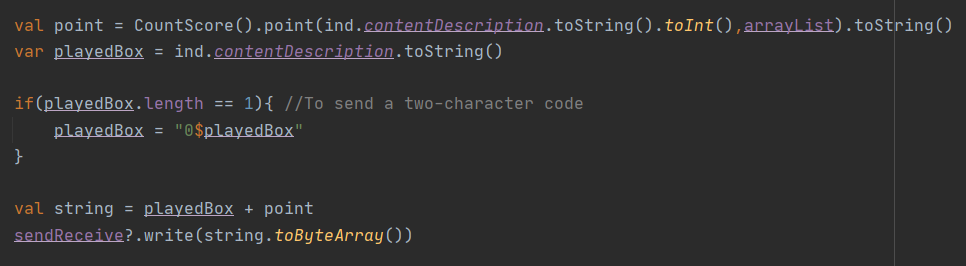 val point = CountScore().point(ind.contentDescription.toString().toInt(),arrayList).toString()
var playedBox = ind.contentDescription.toString()
if(playedBox.length == 1){ //To send a two-character code
    playedBox = "0$playedBox"
}
val string = playedBox + point
sendReceive?.write(string.toByteArray())